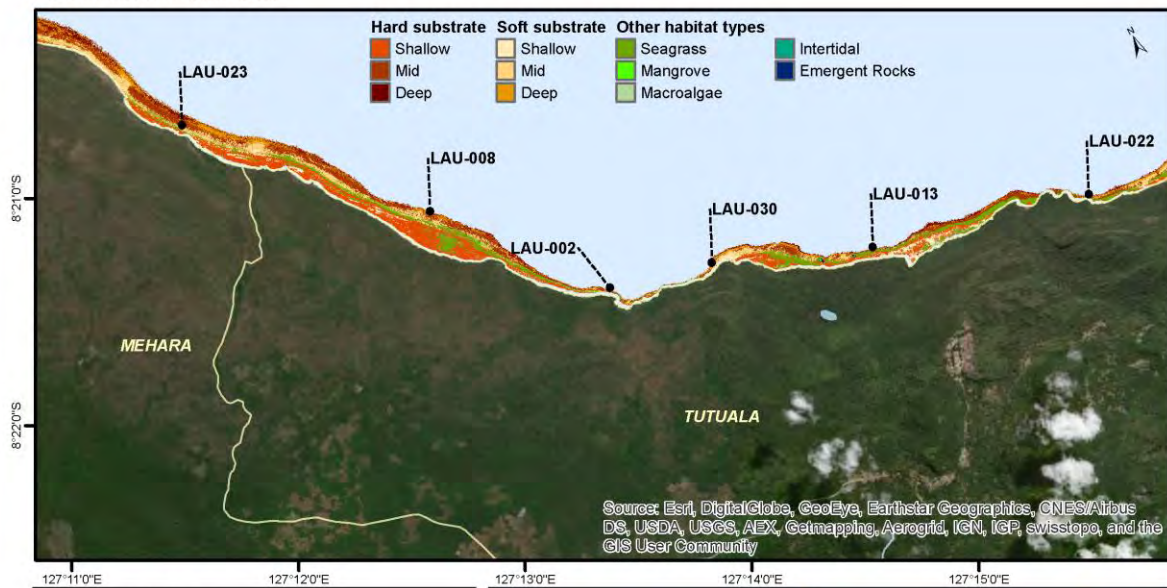 Hard substrate
Shallow
Mid
Deep
Soft substrate
Shallow
Mid
Deep
Other habitat types
Seagrass
Mangrove
Macroalgae
Intertidal
Emergent Rocks
N
LAU-023
LAU-008
LAU-002
LAU-030
LAU-013
LAU-022
8°21'0"S
8°22'0"S
MEHARA
TUTUALA
Source: Esri, DigitalGlobe, GeoEye, Earthstar Geographics, CNES/Airbus
DS, USDA, USGS, AEX, Getmapping, Aerogrid, IGN, IGP, swisstopo, and the
GIS User Community
127°11'0"E
127°12'0"E
127°13'0"E
127°14'0"E
127°15'0"E